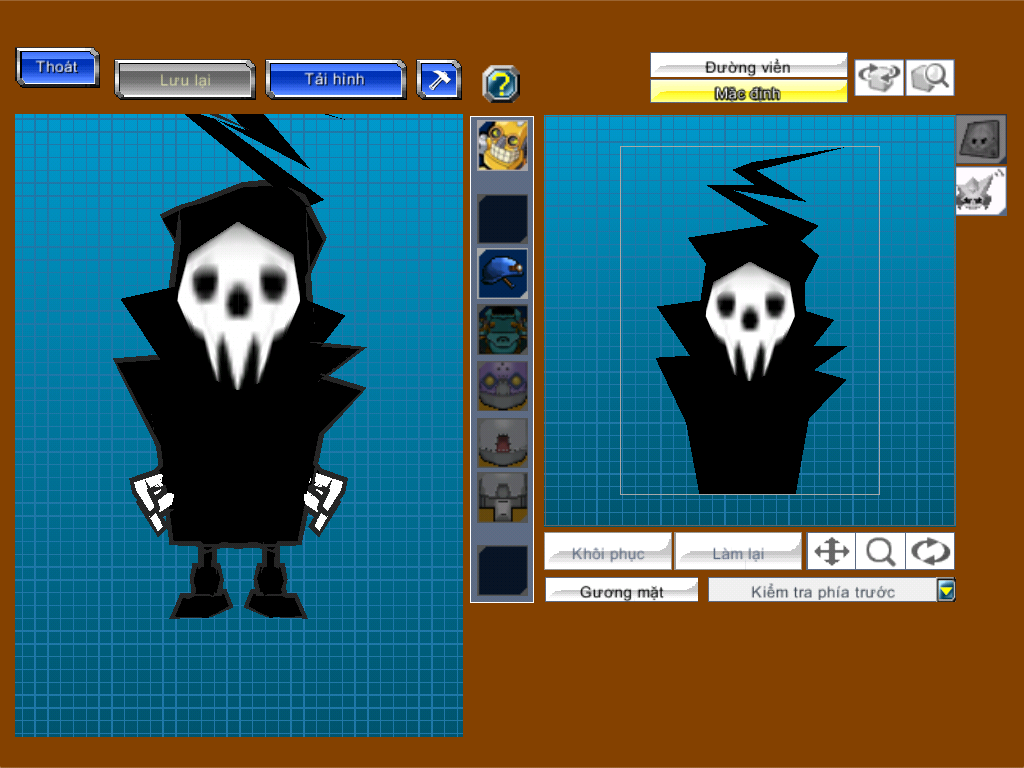 Thoát
Lưu lại
Tải hình
Đường viền
Mặc định
Khôi phục
Làm lại
Gương mặt
Kiểm tra phía trước